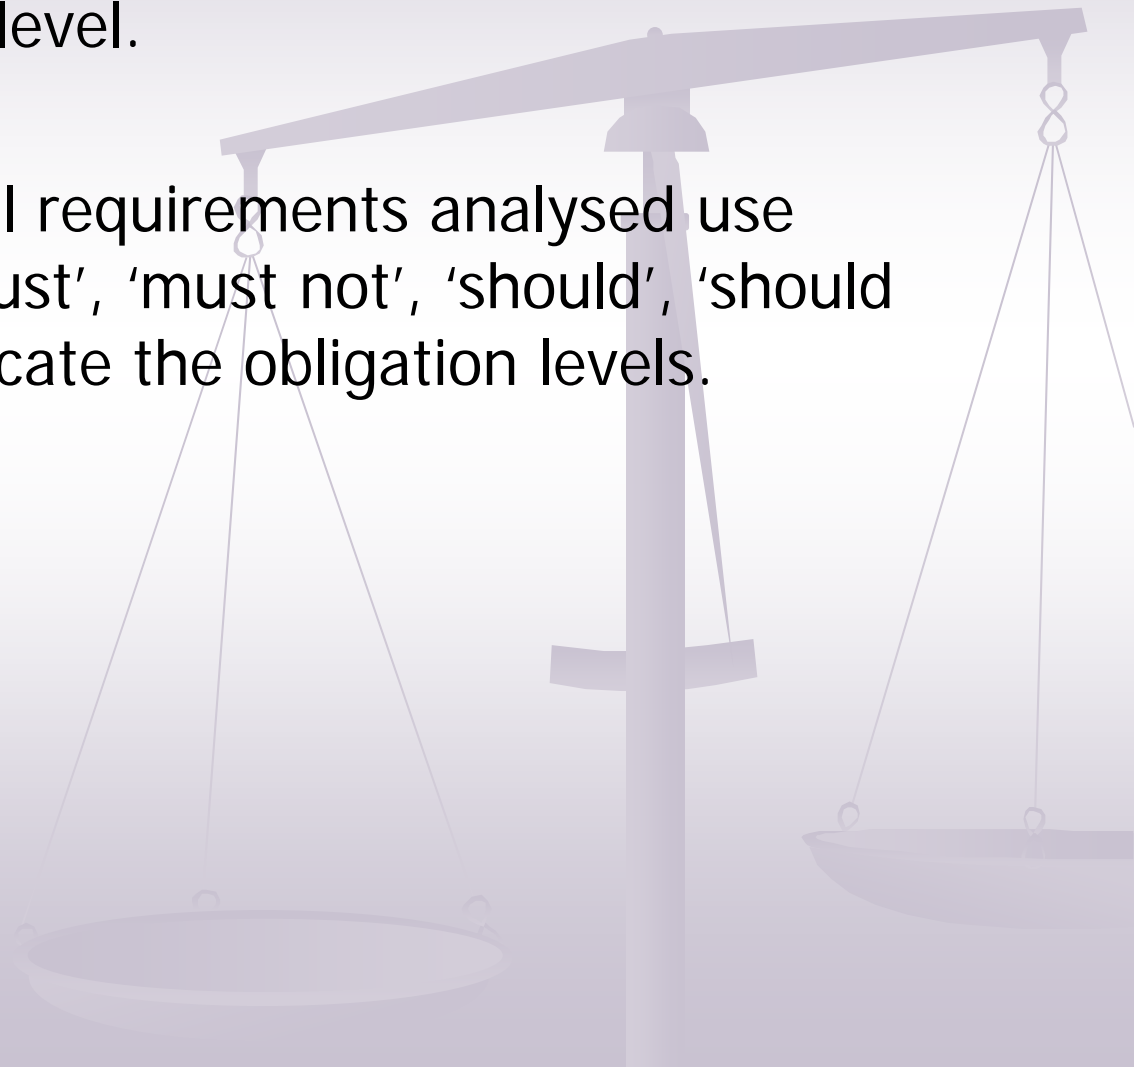 level.
l requirements analysed use
ust’, ‘must not’, ‘should’, ‘should
cate the obligation levels.